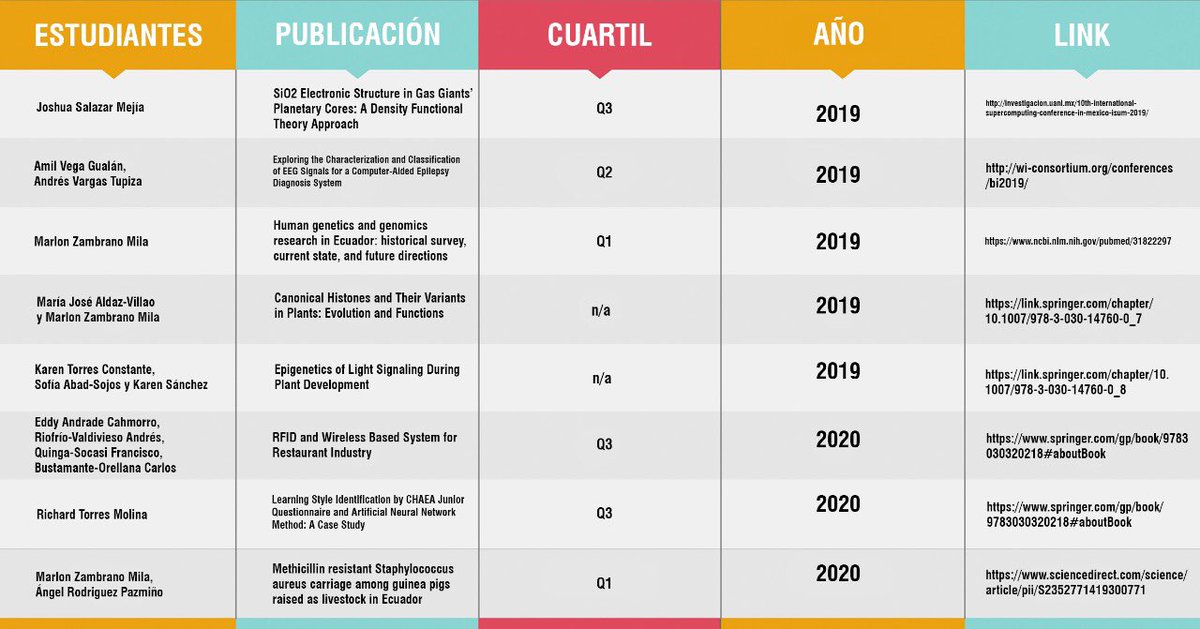 ESTUDIANTES
PUBLICACIÓN
CUARTIL
AÑO
LINK
Joshua Salazar Mejía
SiO2 Electronic Structure in Gas Giants'
Planetary Cores: A Density Functional
Theory Approach
Q3
2019
http://investigacion.uanl.mx/10th-international-
supercomputing-conference-in-mexico-isum-2019/
Amil Vega Gualán,
Andrés Vargas Tupiza
Exploring the Characterization and Classification
of EEG Signals for a Computer-Aided Epilepsy
Diagnosis System
Q2
2019
http://wi-consortium.org/conferences
/bi2019/
Marlon Zambrano Mila
Human genetics and genomics
research in Ecuador: historical survey,
current state, and future directions
Q1
2019
https://www.ncbi.nlm.nih.gov/pubmed/31822297
María José Aldaz-Villao
y Marlon Zambrano Mila
Canonical Histones and Their Variants
in Plants: Evolution and Functions
n/a
2019
https://link.springer.com/chapter/
10.1007/978-3-030-14760-0_7
Karen Torres Constante,
Sofía Abad-Sojos y Karen Sánchez
Epigenetics of Light Signaling During
Plant Development
n/a
2019
https://link.springer.com/chapter/10.
1007/978-3-030-14760-0_8
Eddy Andrade Cahmorro,
Riofrío-Valdivieso Andrés,
Quinga-Socasi Francisco,
Bustamante-Orellana Carlos
RFID and Wireless Based System for
Restaurant Industry
Q3
2020
https://www.springer.com/gp/book/9783
030320218#aboutBook
Richard Torres Molina
Learning Style Identification by CHAEA Junior
Questionnaire and Artificial Neural Network
Method: A Case Study
Q3
2020
https://www.springer.com/gp/book/
9783030320218#aboutBook
Marlon Zambrano Mila,
Ángel Rodriguez Pazmiño
Methicillin resistant Staphylococcus
aureus carriage among guinea pigs
raised as livestock in Ecuador
Q1
2020
https://www.sciencedirect.com/science/
article/pii/S2352771419300771